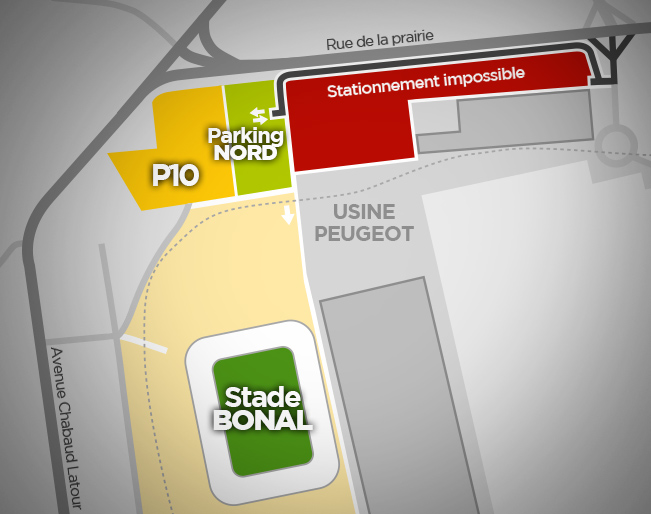 Rue de la prairie
Stationnement impossible
Parking
NORD
P10
USINE
PEUGEOT
Stade
BONAL
Avenue Chabaud Latour